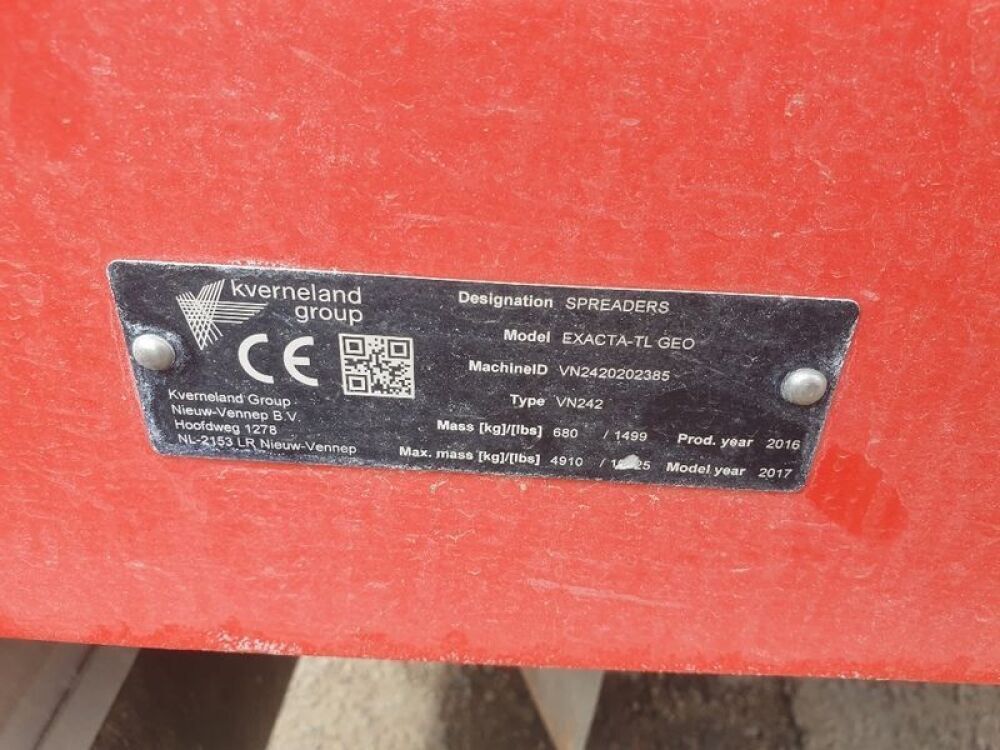 kverneland
group
CE
Kverneland Group
Nieuw-Vennep B.V.
Hoofdweg 1278
NL-2153 LR Nieuw-Vennep
Designation SPREADERS
Model EXACTA-TL GEO
MachineID VN2420202385
Type VN242
Mass [kg]/[lbs] 680 / 1499 Prod. year 2016
Max. mass [kg]/[lbs] 4910 / Model year 2017